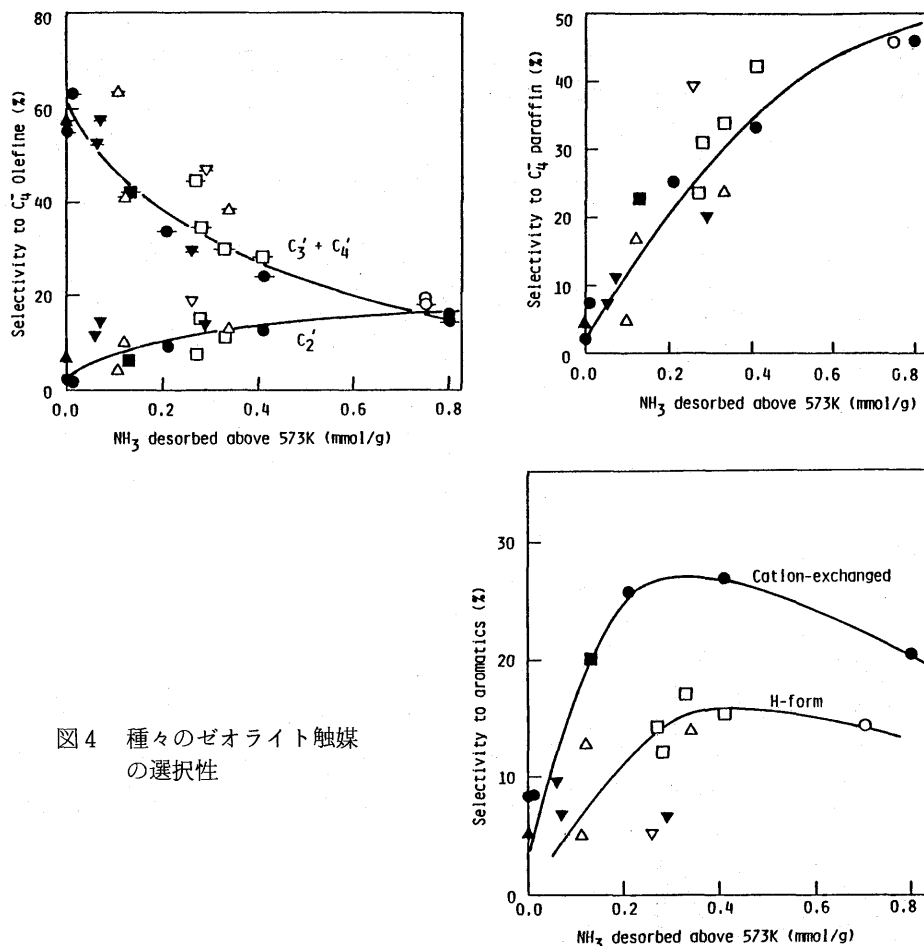 80
60
40
20
0
Selectivity to C₄⁻ Olefine (%)
C₃′ + C₄′
C₂′
0.0 0.2 0.4 0.6 0.8
NH₃ desorbed above 573K (mmol/g)
50
40
30
20
10
0
Selectivity to C₄⁻ paraffin (%)
0.0 0.2 0.4 0.6 0.8
NH₃ desorbed above 573K (mmol/g)
30
20
10
0
Selectivity to aramatics (%)
Cation-exchanged
H-form
0.0 0.2 0.4 0.6 0.8
NH₃ desorbed above 573K (mmol/g)
図4 種々のゼオライト触媒
の選択性